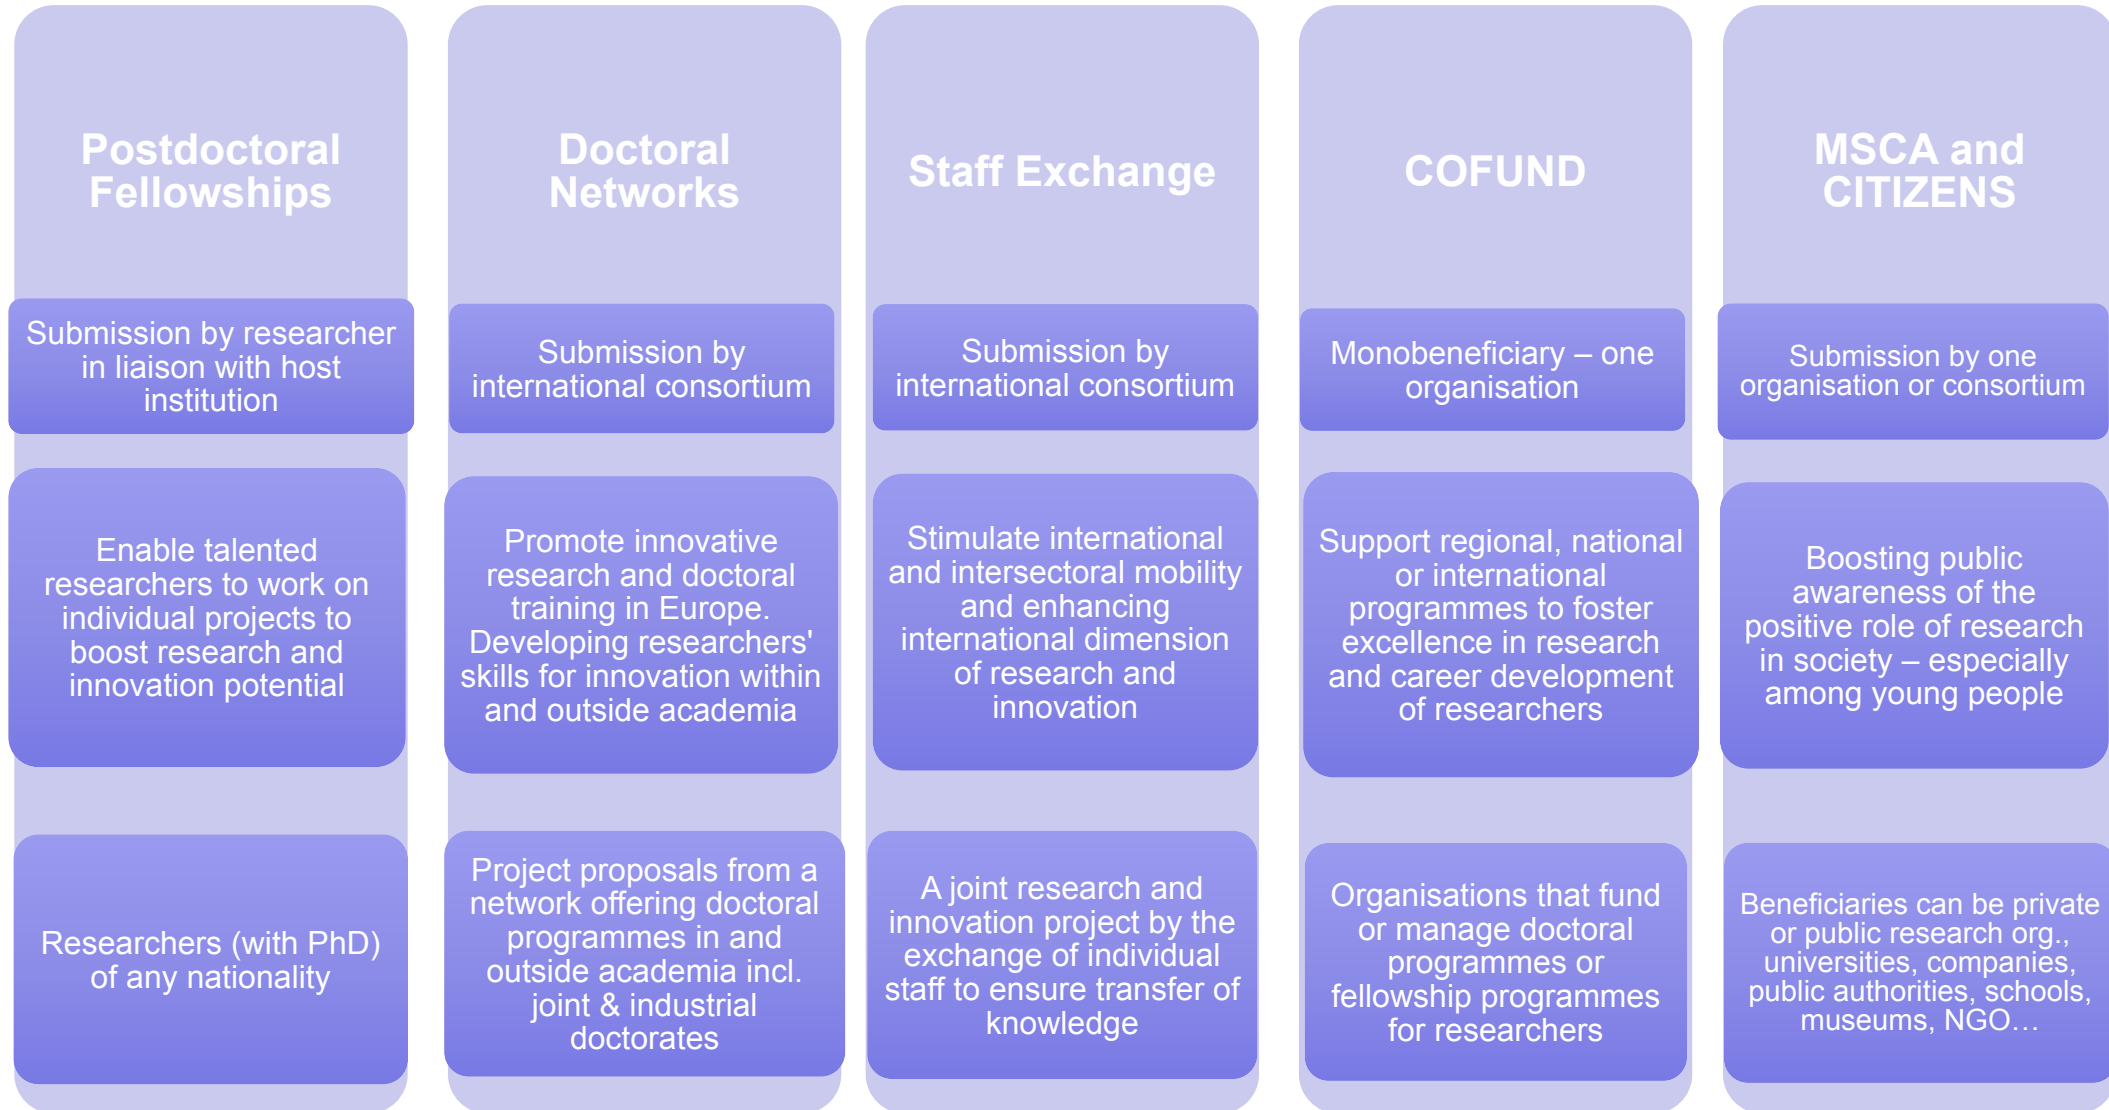 Postdoctoral
Fellowships
Submission by researcher
in liaison with host
institution
Enable talented
researchers to work on
individual projects to
boost research and
innovation potential
Researchers (with PhD)
of any nationality
Doctoral
Networks
Submission by
international consortium
Promote innovative
research and doctoral
training in Europe.
Developing researchers'
skills for innovation within
and outside academia
Project proposals from a
network offering doctoral
programmes in and
outside academia incl.
joint & industrial
doctorates
Staff Exchange
Submission by
international consortium
Stimulate international
and intersectoral mobility
and enhancing
international dimension
of research and
innovation
A joint research and
innovation project by the
exchange of individual
staff to ensure transfer of
knowledge
COFUND
Monobeneficiary – one
organisation
Support regional, national
or international
programmes to foster
excellence in research
and career development
of researchers
Organisations that fund
or manage doctoral
programmes or
fellowship programmes
for researchers
MSCA and
CITIZENS
Submission by one
organisation or consortium
Boosting public
awareness of the
positive role of research
in society – especially
among young people
Beneficiaries can be private
or public research org.,
universities, companies,
public authorities, schools,
museums, NGO…